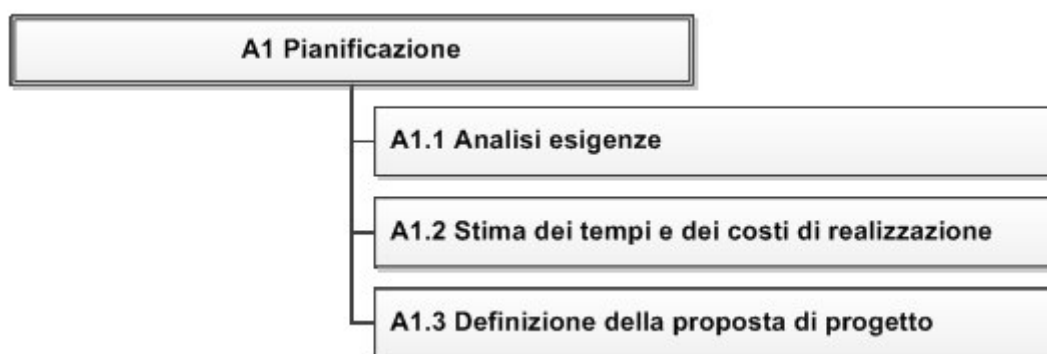 A1 Pianificazione
A1.1 Analisi esigenze
A1.2 Stima dei tempi e dei costi di realizzazione
A1.3 Definizione della proposta di progetto